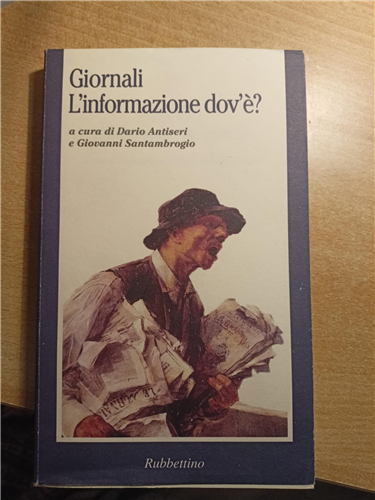 Giornali
L'informazione dov'è?
a cura di Dario Antiseri
e Giovanni Santambrogio
Rubbettino